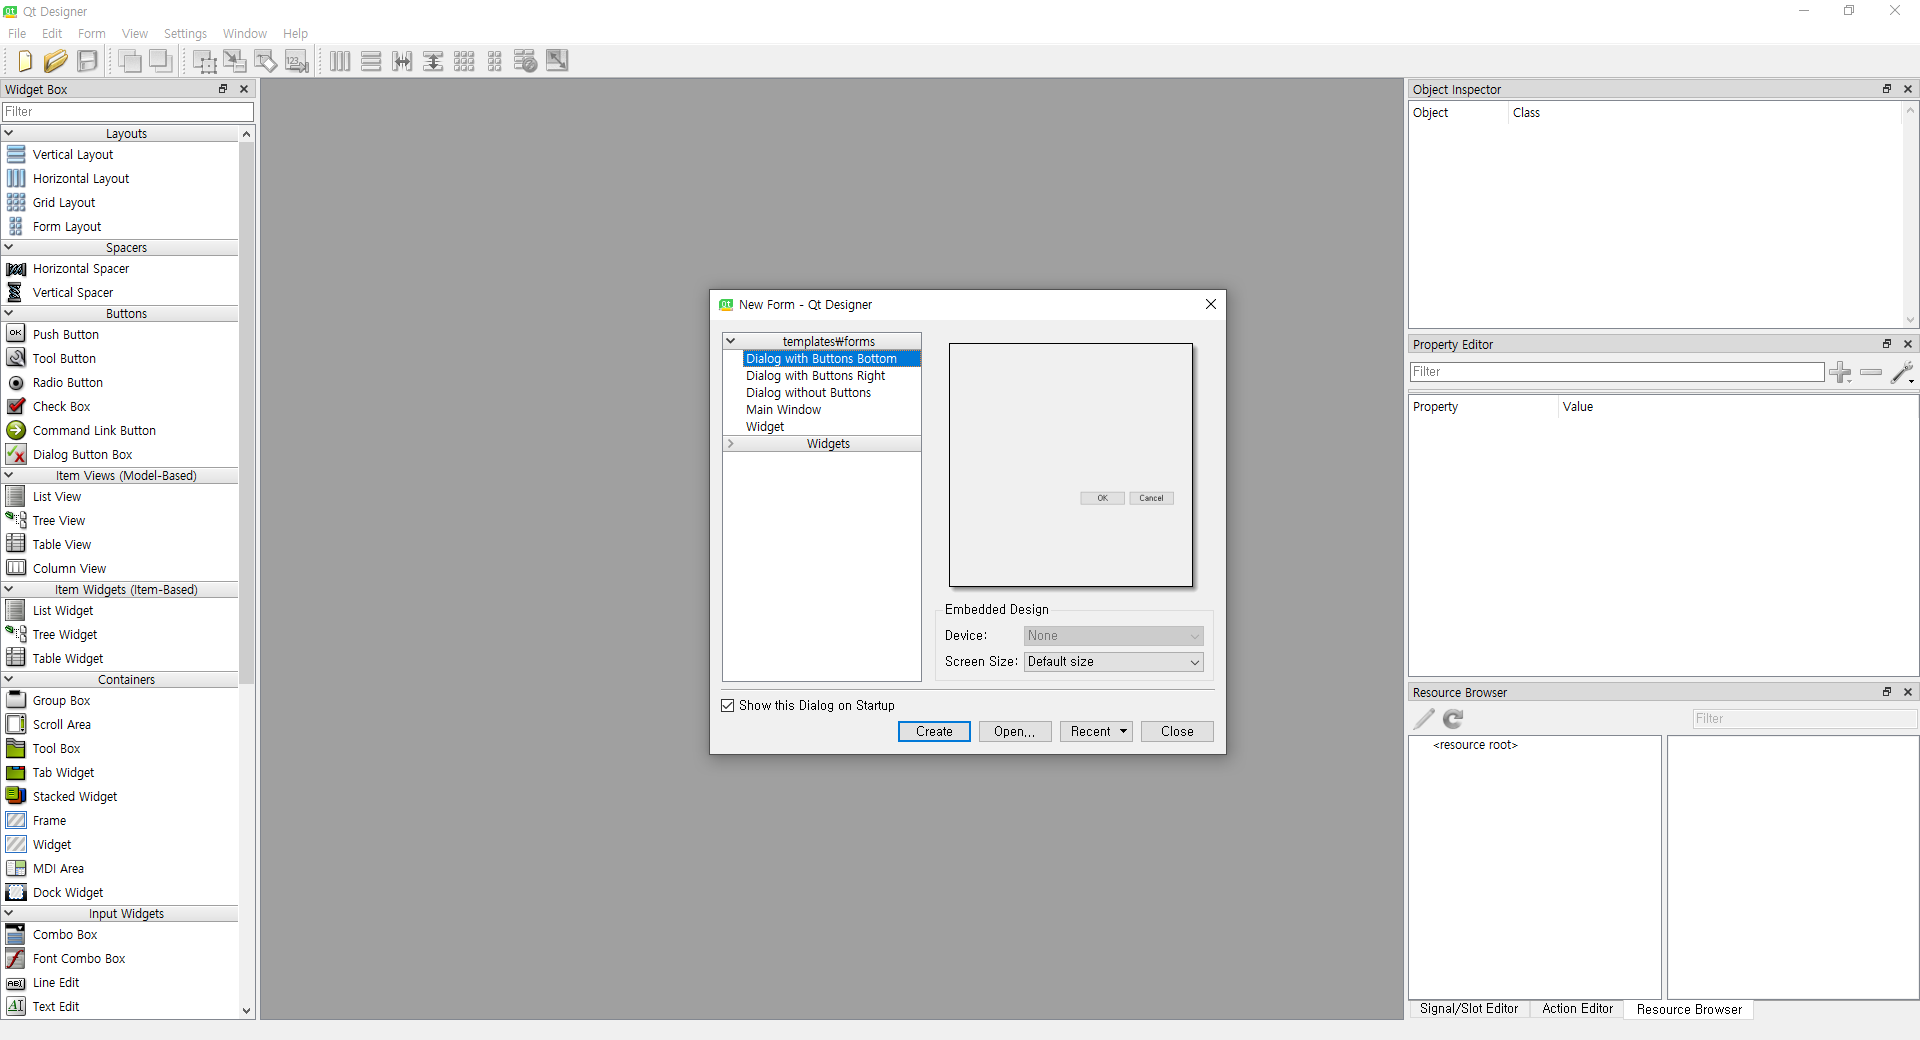 Qt Designer
File Edit Form View Settings Window Help
Widget Box
Filter
Layouts
Vertical Layout
Horizontal Layout
Grid Layout
Form Layout
Spacers
Horizontal Spacer
Vertical Spacer
Buttons
Push Button
Tool Button
Radio Button
Check Box
Command Link Button
Dialog Button Box
Item Views (Model-Based)
List View
Tree View
Table View
Column View
Item Widgets (Item-Based)
List Widget
Tree Widget
Table Widget
Containers
Group Box
Scroll Area
Tool Box
Tab Widget
Stacked Widget
Frame
Widget
MDI Area
Dock Widget
Input Widgets
Combo Box
Font Combo Box
Line Edit
Text Edit
New Form - Qt Designer
templates₩forms
Dialog with Buttons Bottom
Dialog with Buttons Right
Dialog without Buttons
Main Window
Widget
Widgets
OK Cancel
Embedded Design
Device: None
Screen Size: Default size
Show this Dialog on Startup
Create Open... Recent Close
Object Inspector
Object Class
Property Editor
Filter
Property Value
Resource Browser
Filter
<resource root>
Signal/Slot Editor Action Editor Resource Browser